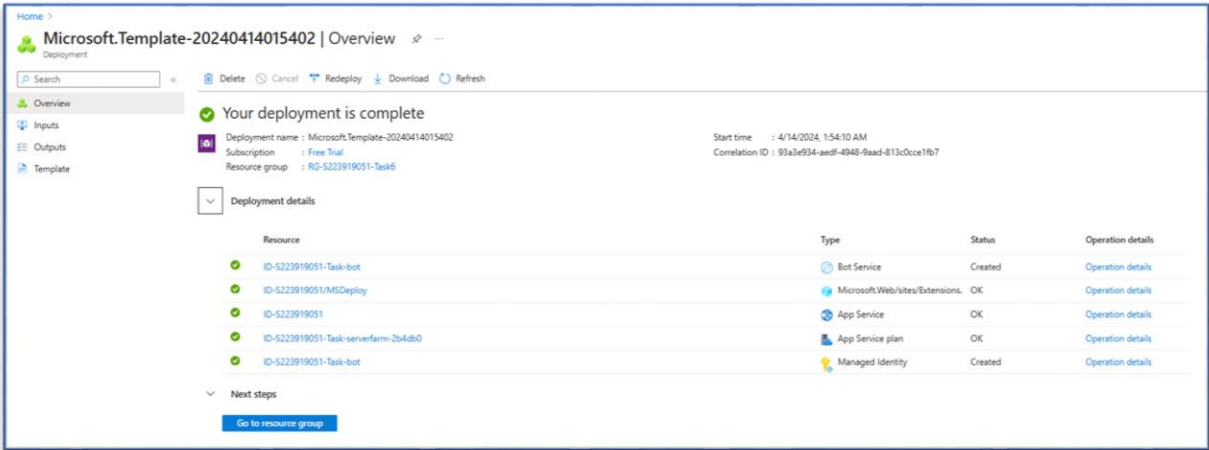 Home >
Microsoft.Template-20240414015402 | Overview
Deployment
Search
Overview
Inputs
Outputs
Template
Delete Cancel Redeploy Download Refresh
Your deployment is complete
Deployment name : Microsoft.Template-20240414015402
Subscription : Free Trial
Resource group : RG-S223919051-Task6
Start time : 4/14/2024, 1:54:10 AM
Correlation ID : 93a3e934-aedf-4948-9aad-813c0cce1fb7
Deployment details
Resource Type Status Operation details
ID-S223919051-Task-bot Bot Service Created Operation details
ID-S223919051/MSDeploy Microsoft.Web/sites/Extensions. OK Operation details
ID-S223919051 App Service OK Operation details
ID-S223919051-Task-serverfarm-2b4db0 App Service plan OK Operation details
ID-S223919051-Task-bot Managed Identity Created Operation details
Next steps
Go to resource group